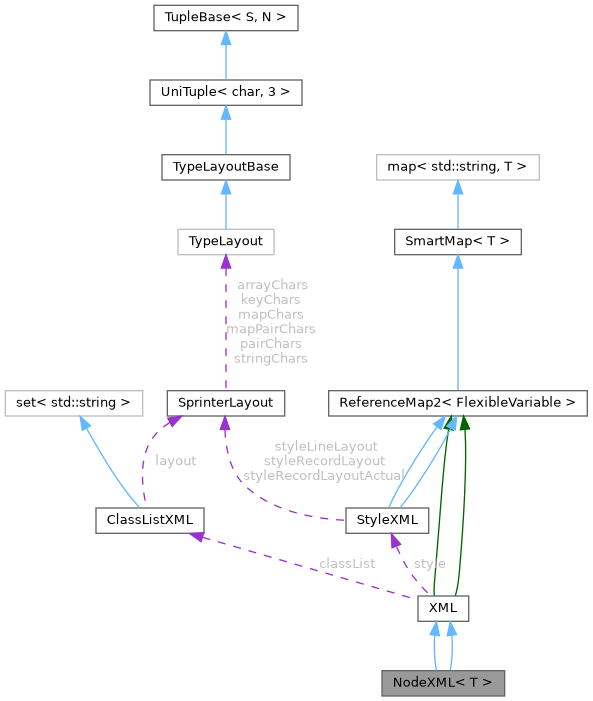 TupleBase< S, N >
UniTuple< char, 3 >
TypeLayoutBase
map< std::string, T >
TypeLayout
SmartMap< T >
arrayChars
keyChars
mapChars
mapPairChars
pairChars
stringChars
set< std::string >
SprinterLayout
ReferenceMap2< FlexibleVariable >
layout
styleLineLayout
styleRecordLayout
styleRecordLayoutActual
ClassListXML
StyleXML
classList
style
XML
NodeXML< T >